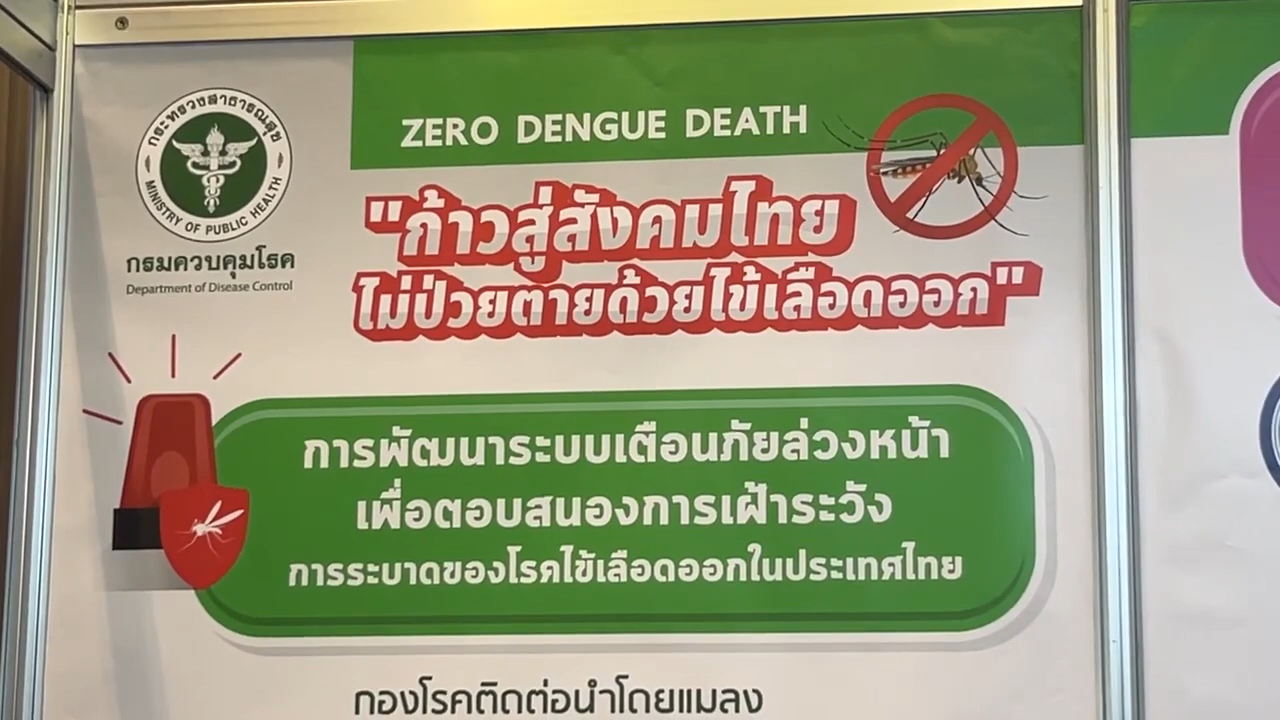 กระทรวงสาธารณสุข
MINISTRY OF PUBLIC HEALTH
กรมควบคุมโรค
Department of Disease Control
ZERO DENGUE DEATH
"ก้าวสู่สังคมไทย
ไม่ป่วยตายด้วยไข้เลือดออก"
การพัฒนาระบบเตือนภัยล่วงหน้า
เพื่อตอบสนองการเฝ้าระวัง
การระบาดของโรคไข้เลือดออกในประเทศไทย
กองโรคติดต่อนำโดยแมลง